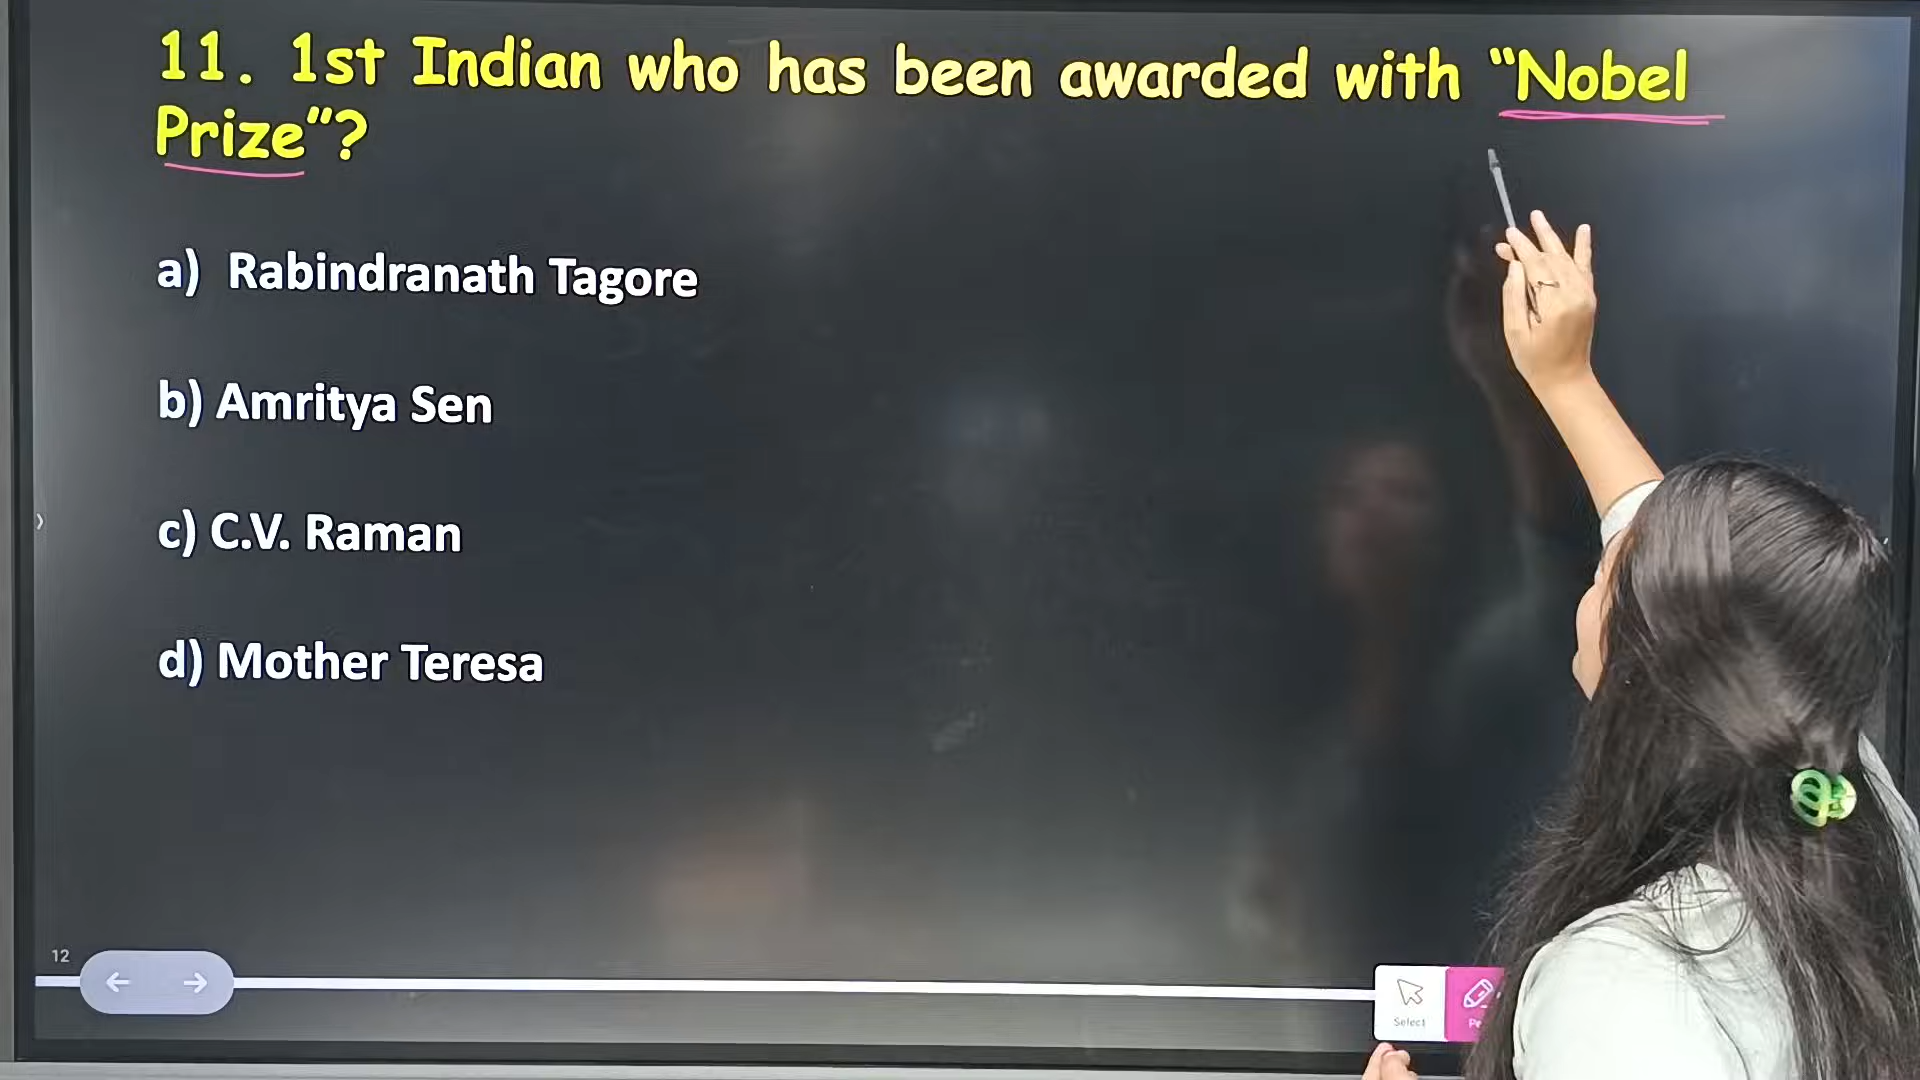 11. 1st Indian who has been awarded with “Nobel
Prize”?
a) Rabindranath Tagore
b) Amritya Sen
c) C.V. Raman
d) Mother Teresa
12
Select